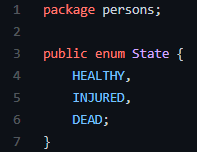 1 package persons;
2
3 public enum State {
4     HEALTHY,
5     INJURED,
6     DEAD;
7 }